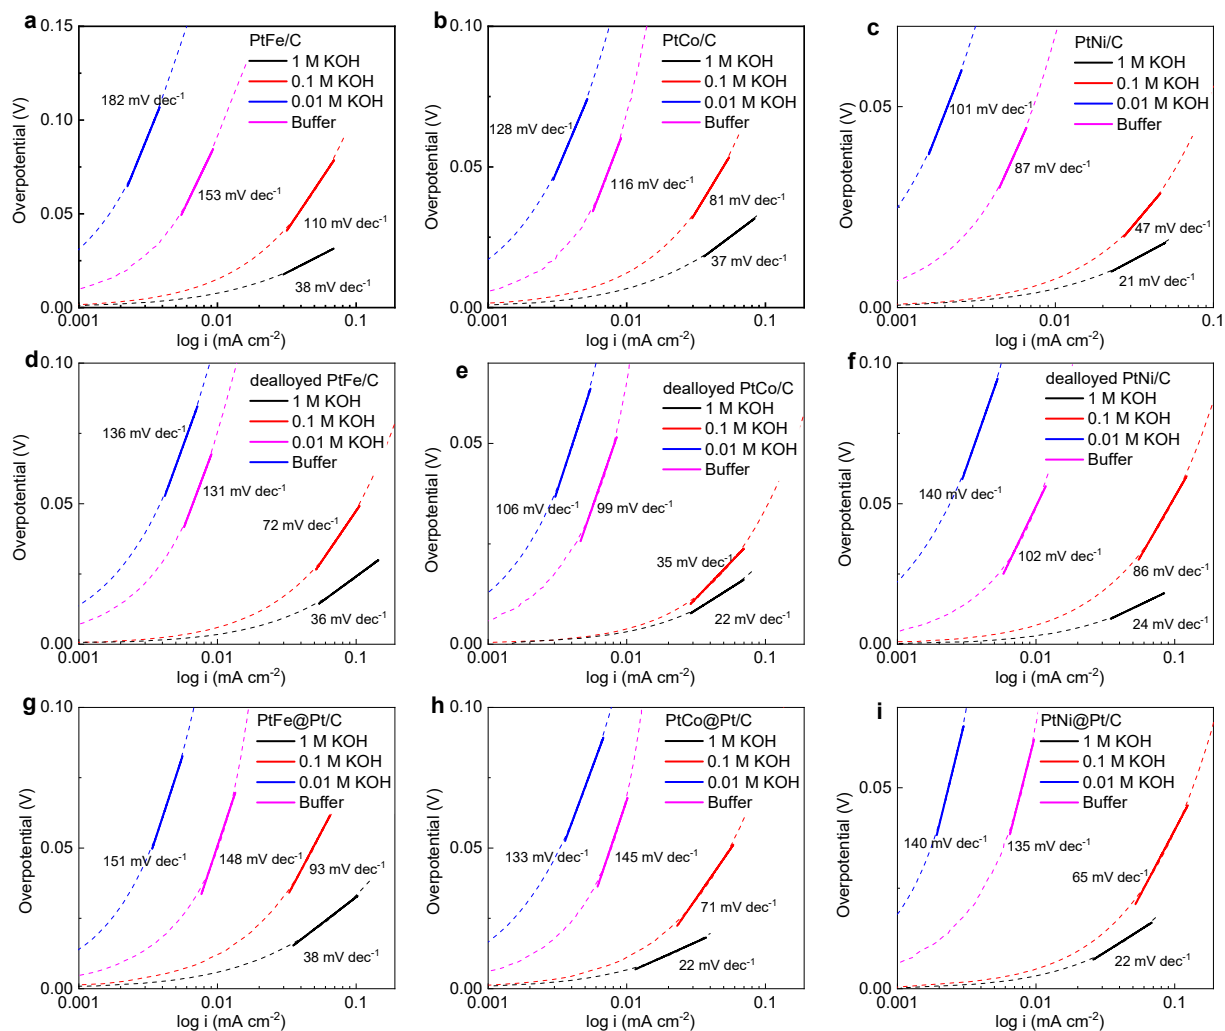 a
0.15
0.10
0.05
0.00
Overpotential (V)
PtFe/C
1 M KOH
0.1 M KOH
0.01 M KOH
Buffer
182 mV dec⁻¹
153 mV dec⁻¹
110 mV dec⁻¹
38 mV dec⁻¹
0.001
0.01
0.1
log i (mA cm⁻²)
b
0.10
0.05
0.00
Overpotential (V)
PtCo/C
1 M KOH
0.1 M KOH
0.01 M KOH
Buffer
128 mV dec⁻¹
116 mV dec⁻¹
81 mV dec⁻¹
37 mV dec⁻¹
0.001
0.01
0.1
log i (mA cm⁻²)
c
0.05
0.00
Overpotential (V)
PtNi/C
1 M KOH
0.1 M KOH
0.01 M KOH
Buffer
101 mV dec⁻¹
87 mV dec⁻¹
47 mV dec⁻¹
21 mV dec⁻¹
0.001
0.01
0.1
log i (mA cm⁻²)
d
0.10
0.05
0.00
Overpotential (V)
dealloyed PtFe/C
1 M KOH
0.1 M KOH
0.01 M KOH
Buffer
136 mV dec⁻¹
131 mV dec⁻¹
72 mV dec⁻¹
36 mV dec⁻¹
0.001
0.01
0.1
log i (mA cm⁻²)
e
0.05
0.00
Overpotential (V)
dealloyed PtCo/C
1 M KOH
0.1 M KOH
0.01 M KOH
Buffer
106 mV dec⁻¹
99 mV dec⁻¹
35 mV dec⁻¹
22 mV dec⁻¹
0.001
0.01
0.1
log i (mA cm⁻²)
f
0.10
0.05
0.00
Overpotential (V)
dealloyed PtNi/C
1 M KOH
0.1 M KOH
0.01 M KOH
Buffer
140 mV dec⁻¹
102 mV dec⁻¹
86 mV dec⁻¹
24 mV dec⁻¹
0.001
0.01
0.1
log i (mA cm⁻²)
g
0.10
0.05
0.00
Overpotential (V)
PtFe@Pt/C
1 M KOH
0.1 M KOH
0.01 M KOH
Buffer
151 mV dec⁻¹
148 mV dec⁻¹
93 mV dec⁻¹
38 mV dec⁻¹
0.001
0.01
0.1
log i (mA cm⁻²)
h
0.10
0.05
0.00
Overpotential (V)
PtCo@Pt/C
1 M KOH
0.1 M KOH
0.01 M KOH
Buffer
133 mV dec⁻¹
145 mV dec⁻¹
71 mV dec⁻¹
22 mV dec⁻¹
0.001
0.01
0.1
log i (mA cm⁻²)
i
0.05
0.00
Overpotential (V)
PtNi@Pt/C
1 M KOH
0.1 M KOH
0.01 M KOH
Buffer
140 mV dec⁻¹
135 mV dec⁻¹
65 mV dec⁻¹
22 mV dec⁻¹
0.001
0.01
0.1
log i (mA cm⁻²)